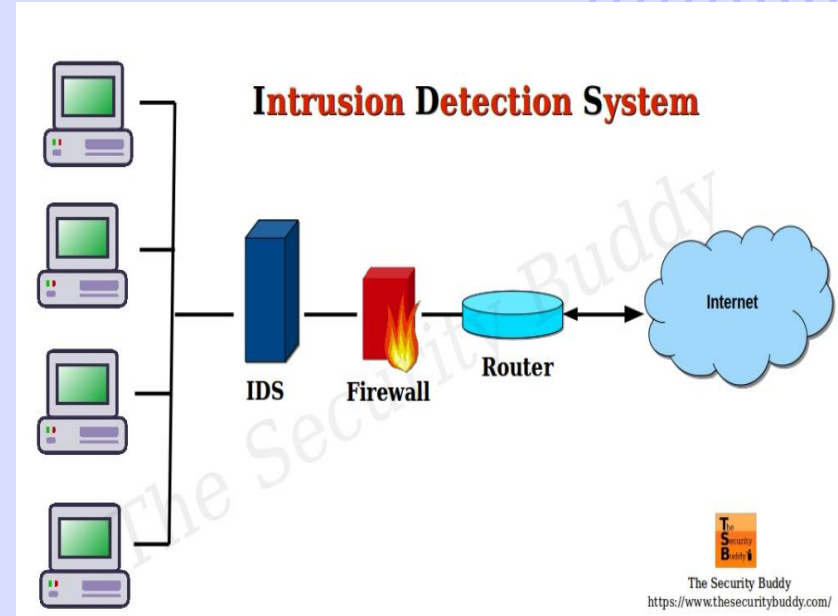 Intrusion Detection System
Internet
Router
IDS
Firewall
The Security Buddy
The
Security
Buddy
The Security Buddy
https://www.thesecuritybuddy.com/